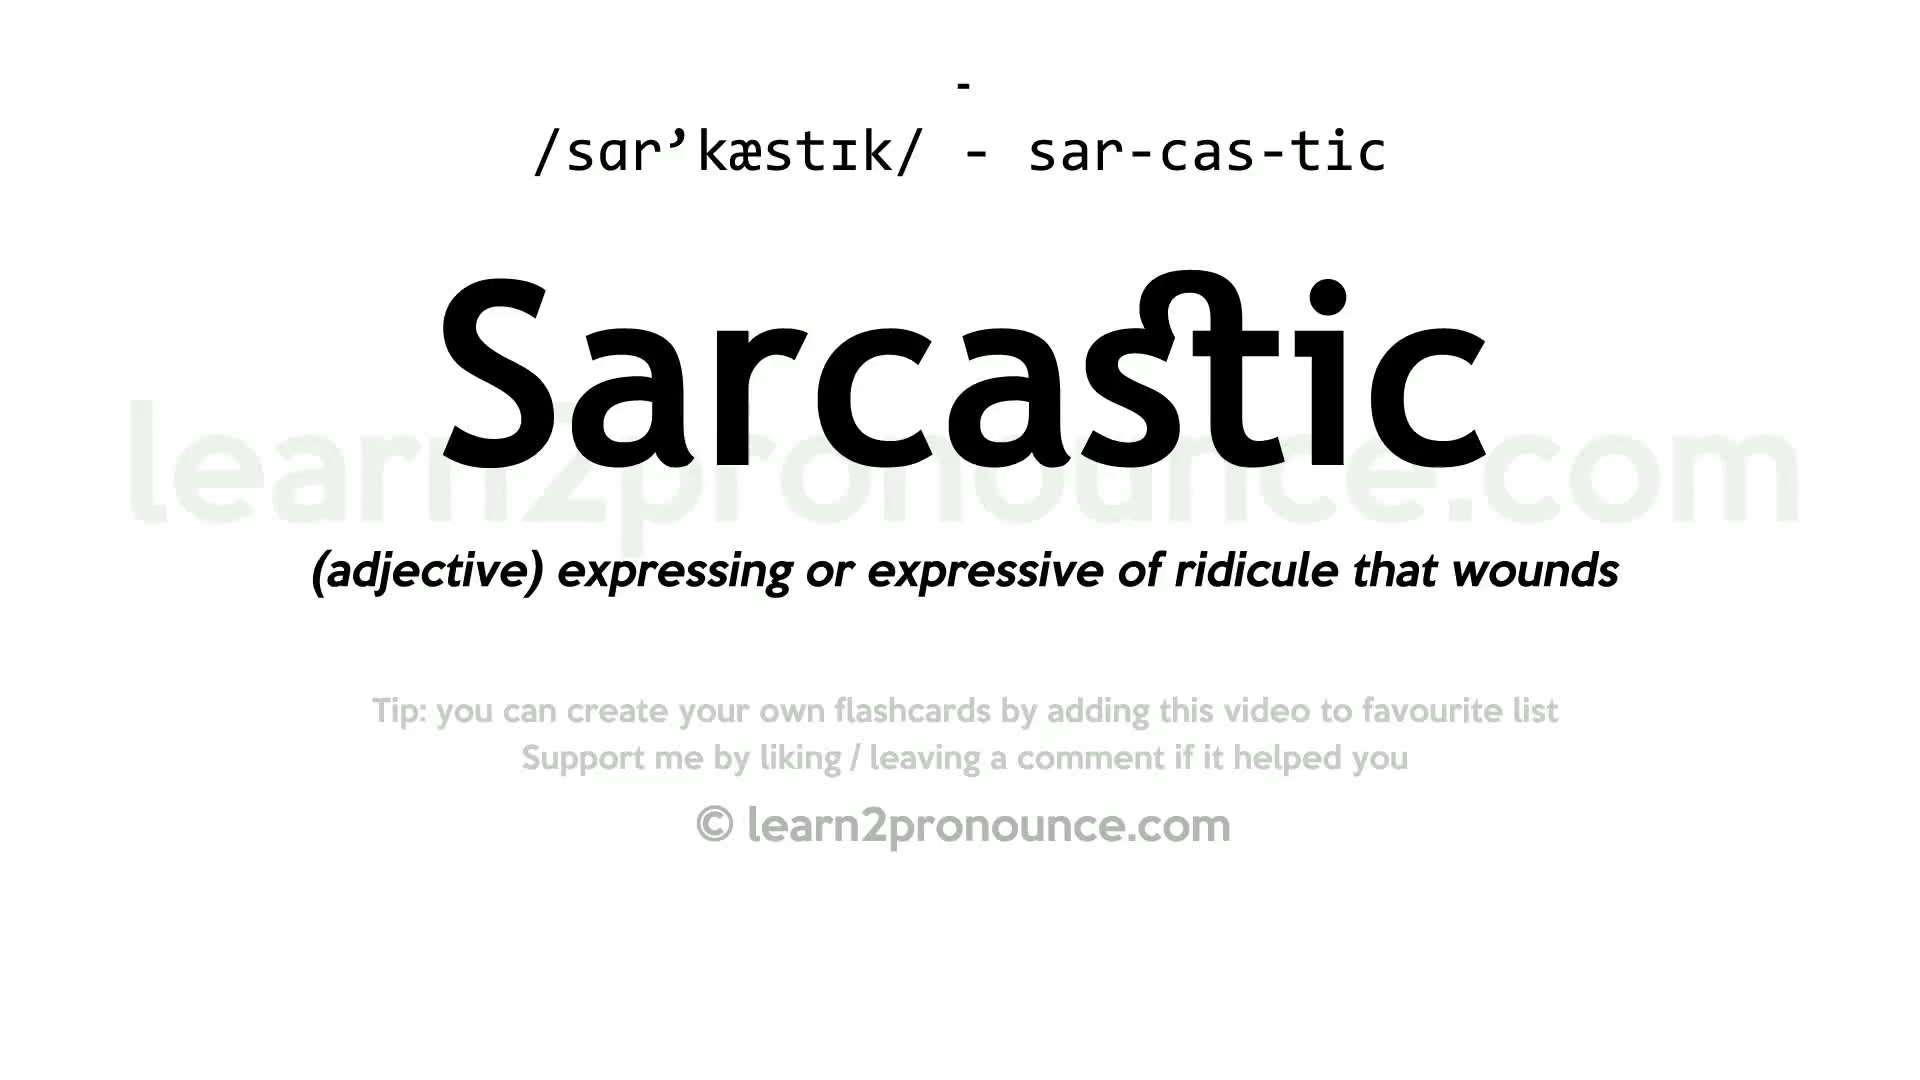 -
/sɑr’kæstɪk/ - sar-cas-tic
Sarcastic
learn2pronounce.com
(adjective) expressing or expressive of ridicule that wounds
Tip: you can create your own flashcards by adding this video to favourite list
Support me by liking / leaving a comment if it helped you
© learn2pronounce.com